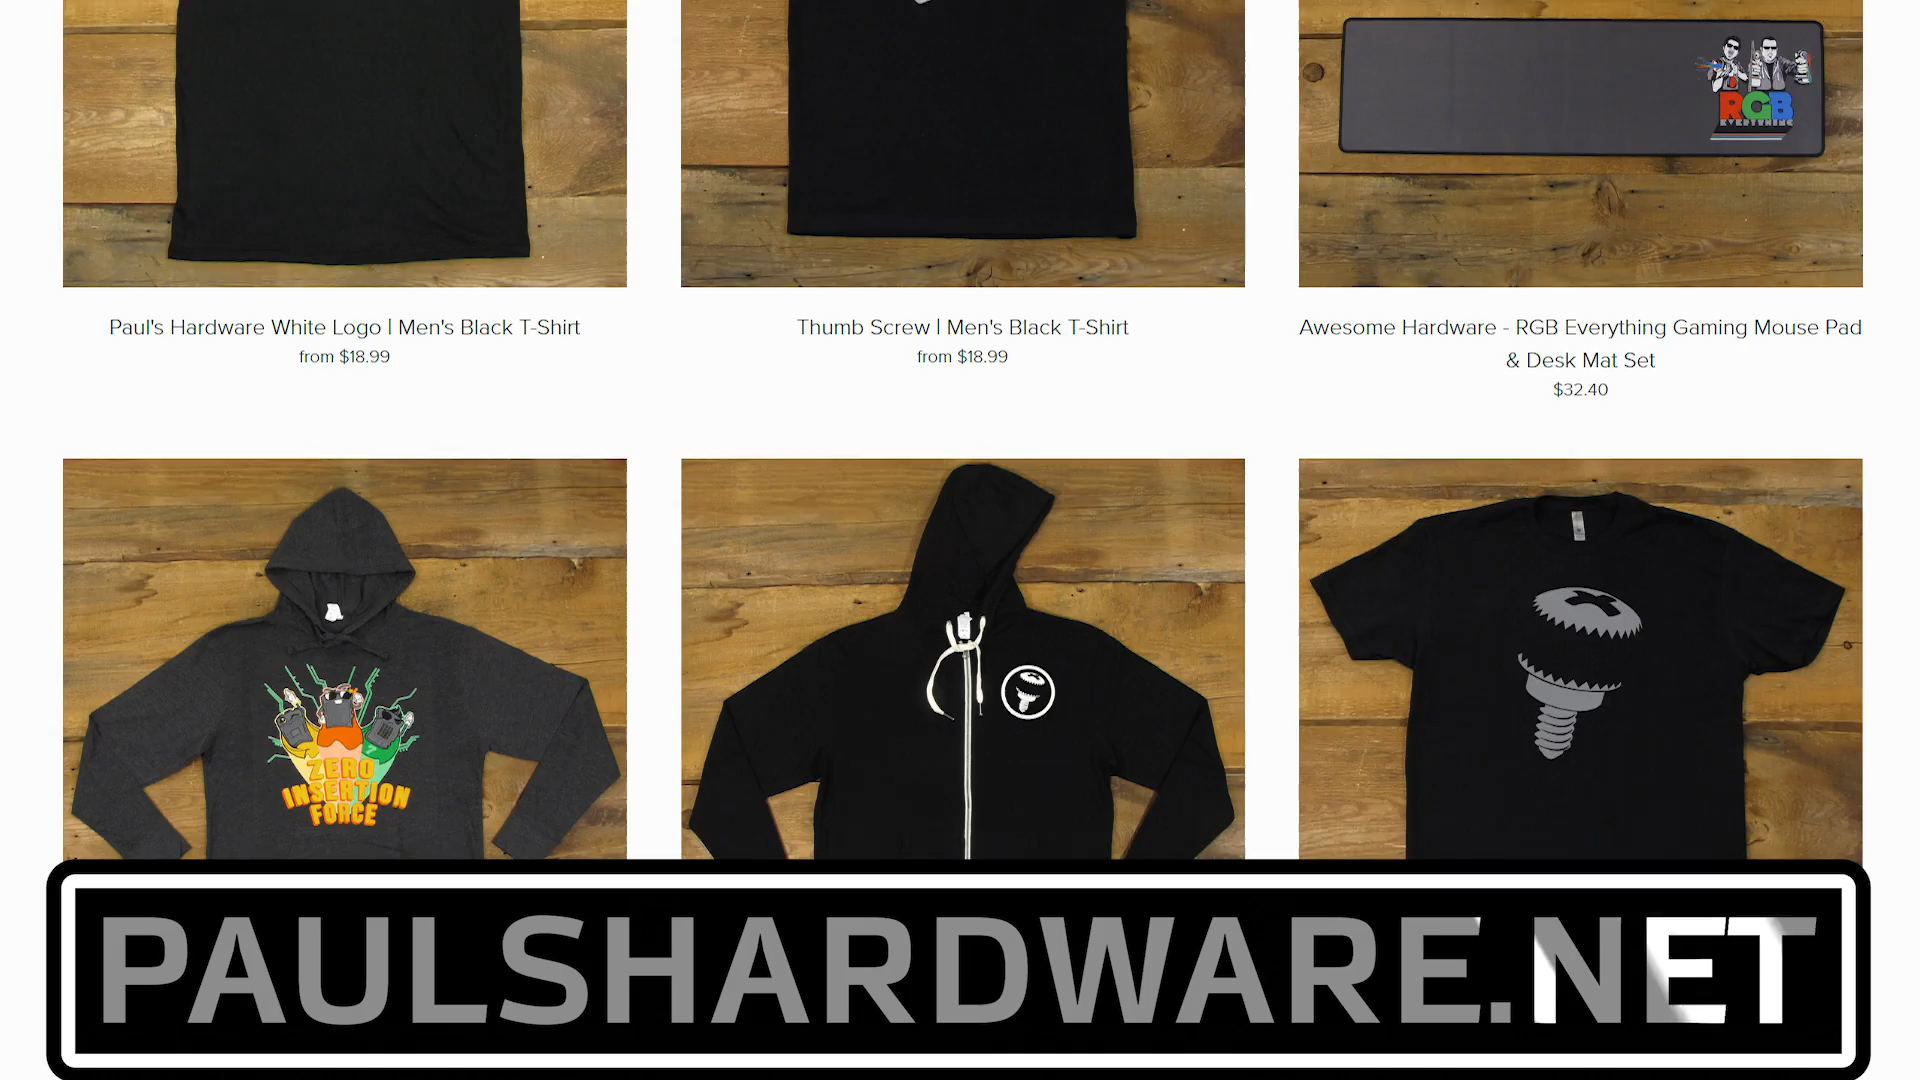 RGB
EVERYTHING
Paul's Hardware White Logo | Men's Black T-Shirt
from $18.99
Thumb Screw | Men's Black T-Shirt
from $18.99
Awesome Hardware - RGB Everything Gaming Mouse Pad
& Desk Mat Set
$32.40
ZERO
INSERTION
FORCE
PAULSHARDWARE.NET